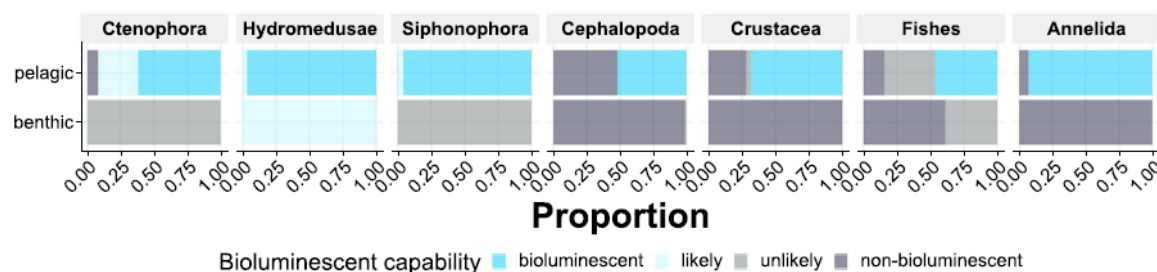 Ctenophora Hydromedusae Siphonophora Cephalopoda Crustacea Fishes Annelida
pelagic
benthic
0.00 0.25 0.50 0.75 1.00 0.00 0.25 0.50 0.75 1.00 0.00 0.25 0.50 0.75 1.00 0.00 0.25 0.50 0.75 1.00 0.00 0.25 0.50 0.75 1.00 0.00 0.25 0.50 0.75 1.00 0.00 0.25 0.50 0.75 1.00
Proportion
Bioluminescent capability bioluminescent likely unlikely non-bioluminescent